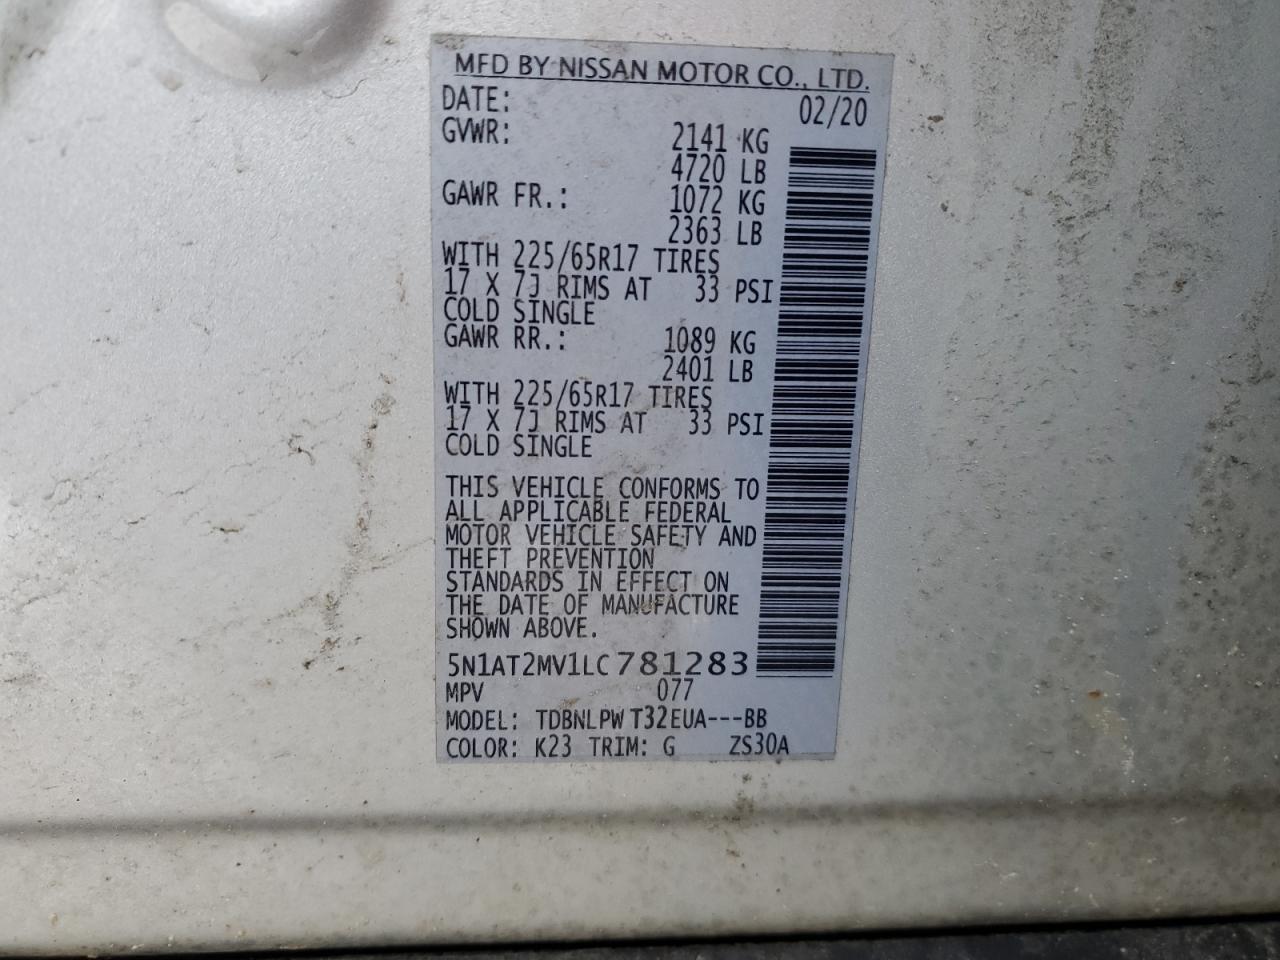 MFD BY NISSAN MOTOR CO., LTD.
DATE: 02/20
GVWR: 2141 KG
4720 LB
GAWR FR.: 1072 KG
2363 LB
WITH 225/65R17 TIRES
17 X 7J RIMS AT 33 PSI
COLD SINGLE
GAWR RR.: 1089 KG
2401 LB
WITH 225/65R17 TIRES
17 X 7J RIMS AT 33 PSI
COLD SINGLE
THIS VEHICLE CONFORMS TO
ALL APPLICABLE FEDERAL
MOTOR VEHICLE SAFETY AND
THEFT PREVENTION
STANDARDS IN EFFECT ON
THE DATE OF MANUFACTURE
SHOWN ABOVE.
5N1AT2MV1LC781283
MPV 077
MODEL: TDBNLPW T32EUA---BB
COLOR: K23 TRIM: G ZS30A